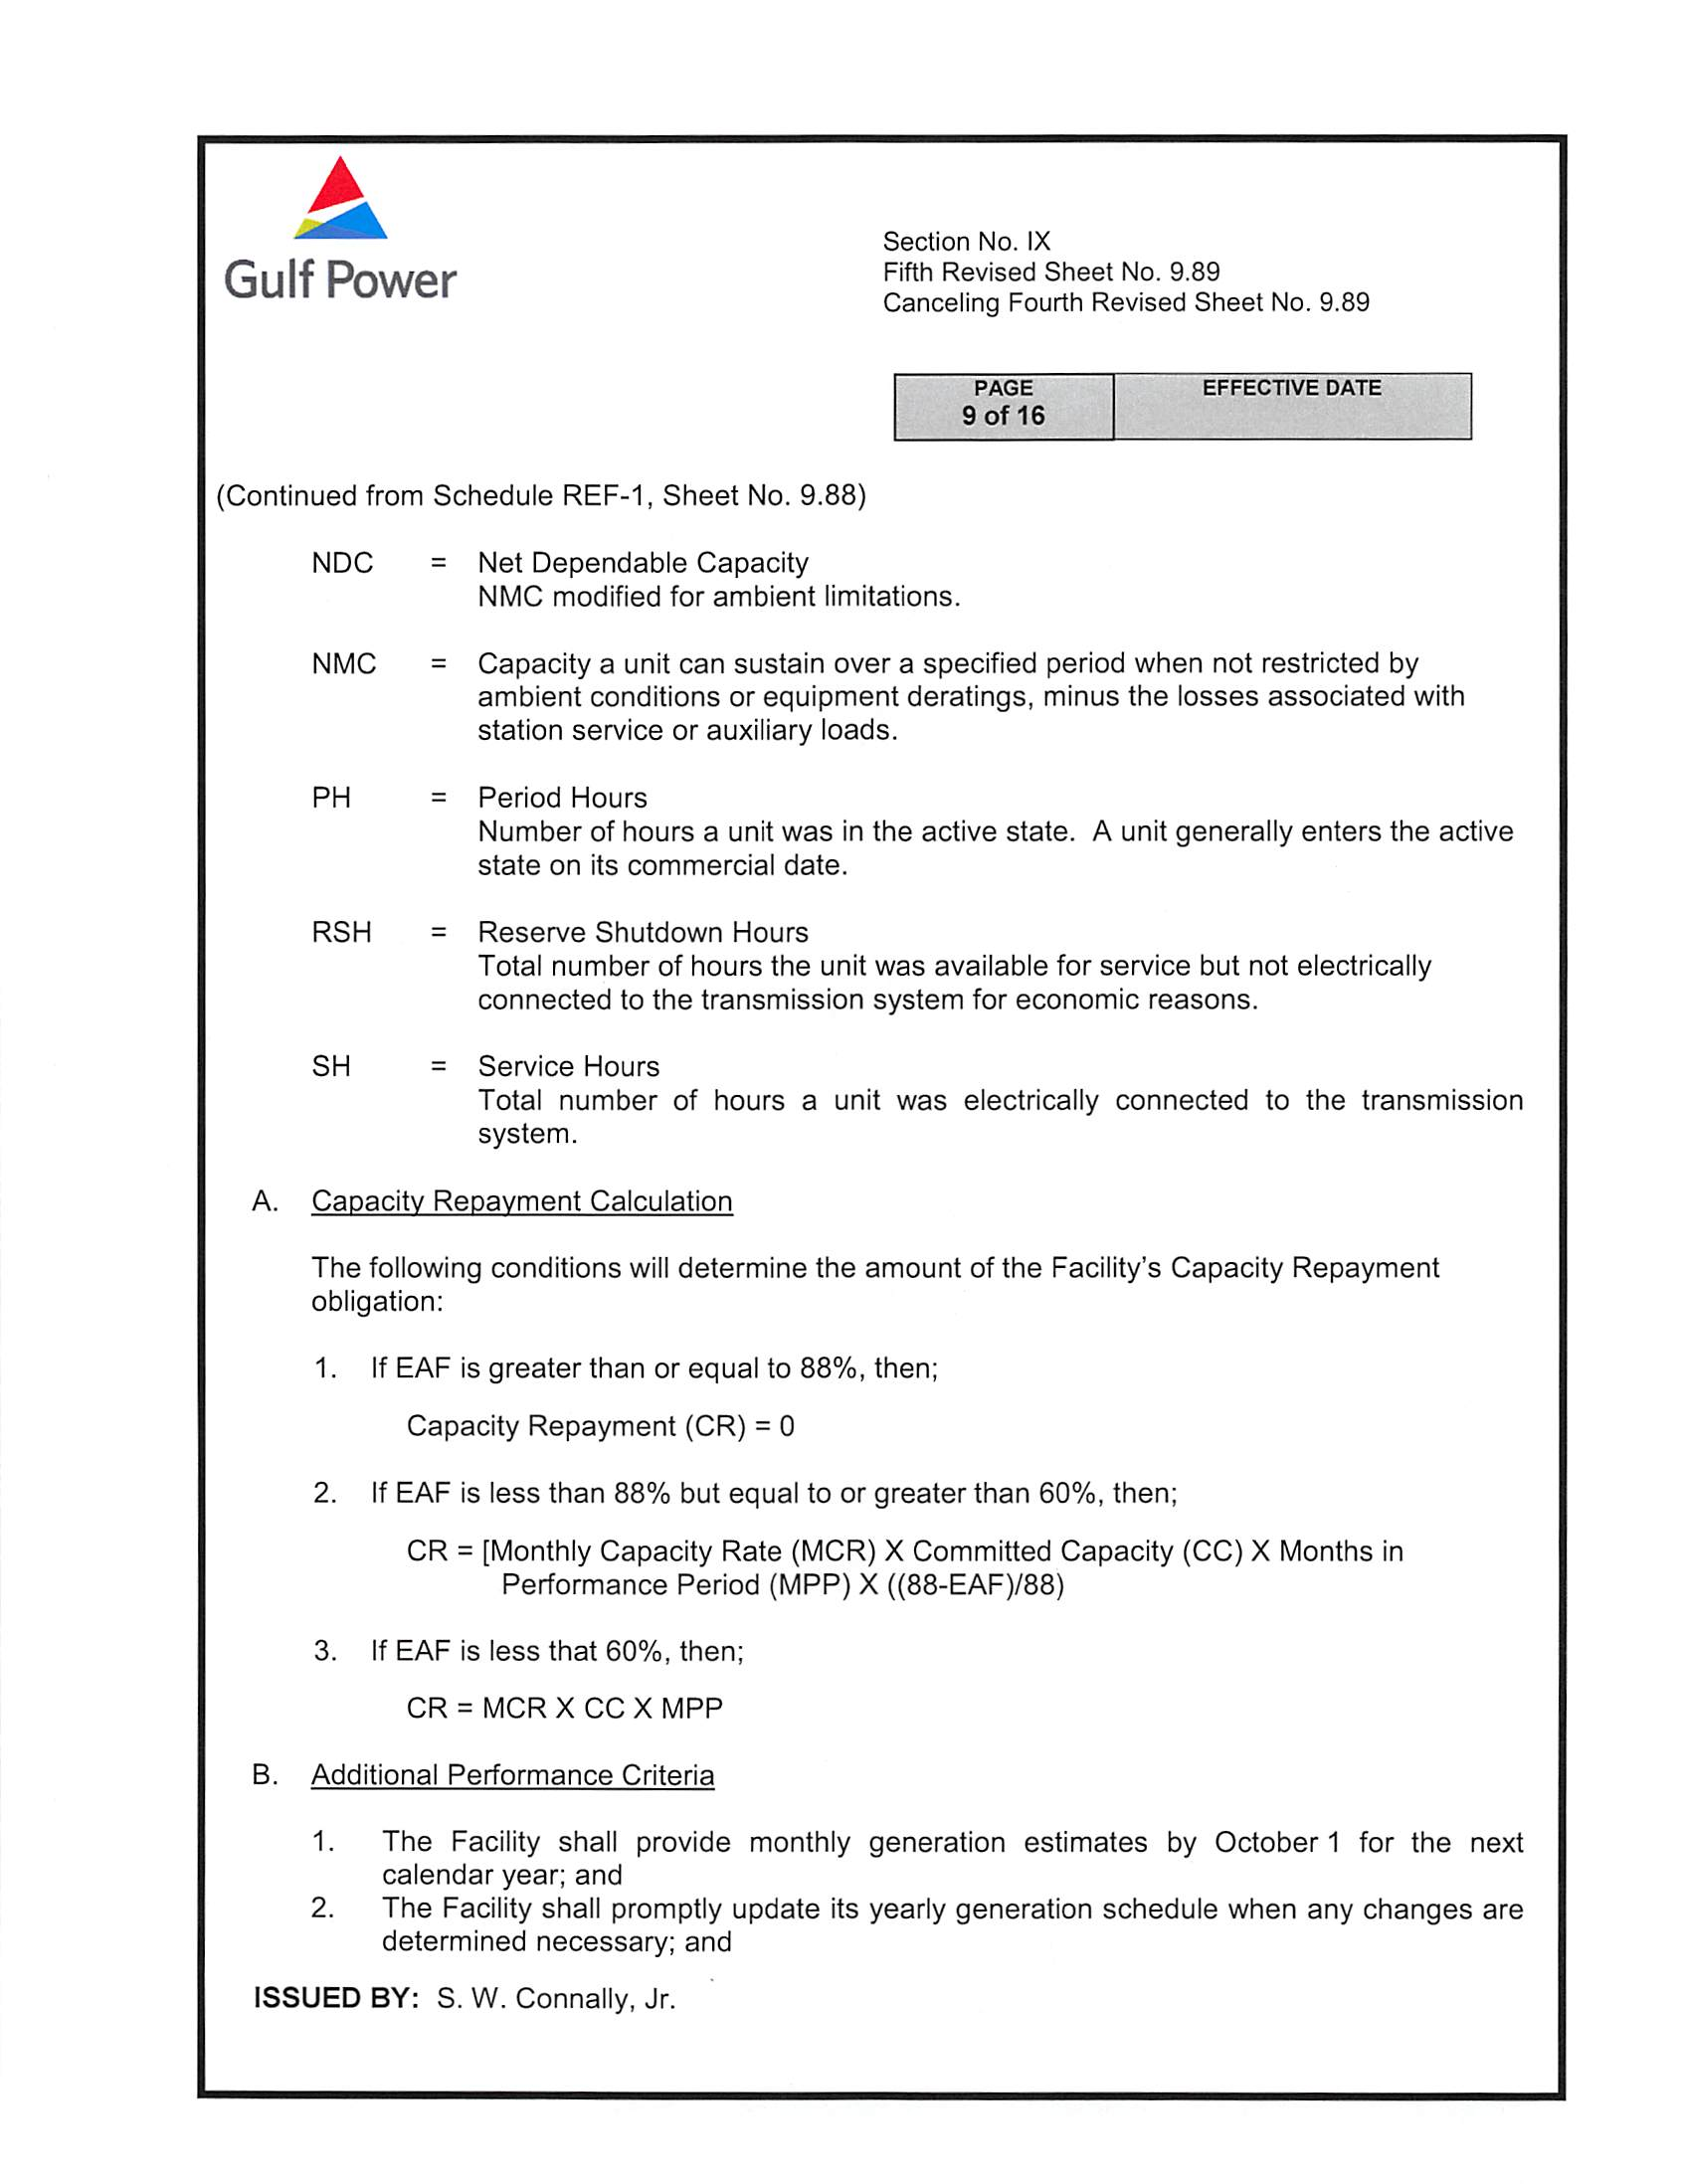 Gulf Power
Section No. IX
Fifth Revised Sheet No. 9.89
Canceling Fourth Revised Sheet No. 9.89
PAGE
9 of 16
EFFECTIVE DATE
(Continued from Schedule REF-1, Sheet No. 9.88)
NDC = Net Dependable Capacity
NMC modified for ambient limitations.
NMC = Capacity a unit can sustain over a specified period when not restricted by
ambient conditions or equipment deratings, minus the losses associated with
station service or auxiliary loads.
PH = Period Hours
Number of hours a unit was in the active state. A unit generally enters the active
state on its commercial date.
RSH = Reserve Shutdown Hours
Total number of hours the unit was available for service but not electrically
connected to the transmission system for economic reasons.
SH = Service Hours
Total number of hours a unit was electrically connected to the transmission
system.
A. Capacity Repayment Calculation
The following conditions will determine the amount of the Facility's Capacity Repayment
obligation:
1. If EAF is greater than or equal to 88%, then;
Capacity Repayment (CR) = 0
2. If EAF is less than 88% but equal to or greater than 60%, then;
CR = [Monthly Capacity Rate (MCR) X Committed Capacity (CC) X Months in
Performance Period (MPP) X ((88-EAF)/88)
3. If EAF is less that 60%, then;
CR = MCR X CC X MPP
B. Additional Performance Criteria
1. The Facility shall provide monthly generation estimates by October 1 for the next
calendar year; and
2. The Facility shall promptly update its yearly generation schedule when any changes are
determined necessary; and
ISSUED BY: S. W. Connally, Jr.